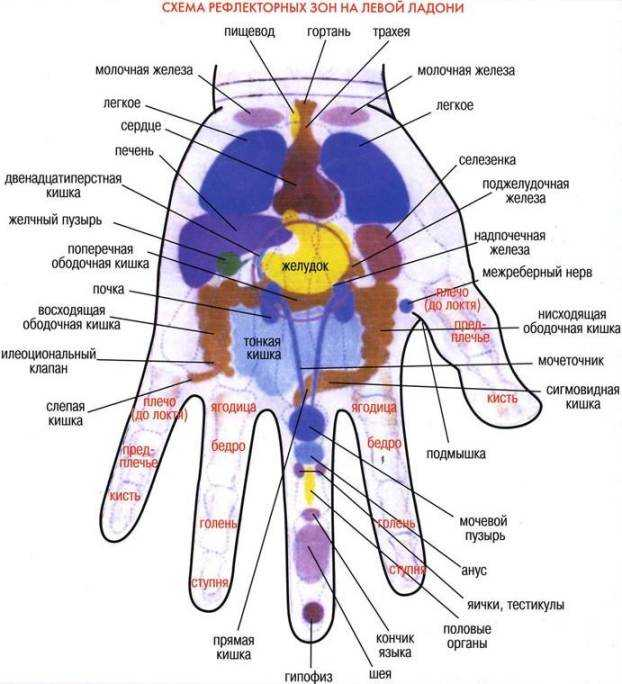 СХЕМА РЕФЛЕКТОРНЫХ ЗОН НА ЛЕВОЙ ЛАДОНИ
пищевод
гортань
трахея
молочная железа
молочная железа
легкое
легкое
сердце
печень
селезенка
двенадцатиперстная
кишка
поджелудочная
железа
желчный пузырь
надпочечная
железа
поперечная
ободочная кишка
желудок
межреберный нерв
почка
плечо
(до локтя)
пред-
плечье
восходящая
ободочная кишка
нисходящая
ободочная кишка
тонкая
кишка
илеоциональный
клапан
мочеточник
слепая
кишка
плечо
(до локтя)
ягодица
ягодица
кисть
сигмовидная
кишка
пред-
плечье
бедро
бедро
подмышка
кисть
голень
голень
мочевой
пузырь
ступня
ступня
анус
яички, тестикулы
прямая
кишка
кончик
языка
половые
органы
гипофиз
шея